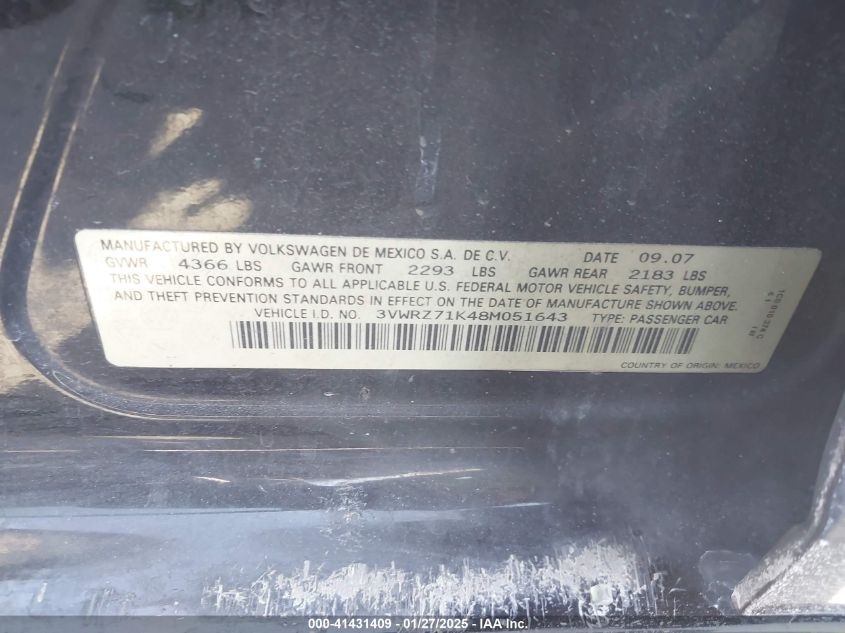 MANUFACTURED BY VOLKSWAGEN DE MEXICO S.A. DE C.V. DATE 09.07
GVWR 4366 LBS GAWR FRONT 2293 LBS GAWR REAR 2183 LBS
THIS VEHICLE CONFORMS TO ALL APPLICABLE U.S. FEDERAL MOTOR VEHICLE SAFETY, BUMPER,
AND THEFT PREVENTION STANDARDS IN EFFECT ON THE DATE OF MANUFACTURE SHOWN ABOVE.
VEHICLE I.D. NO. 3VWRZ71K48M051643 TYPE: PASSENGER CAR
COUNTRY OF ORIGIN: MEXICO
000-41431409 - 01/27/2025 - IAA Inc.